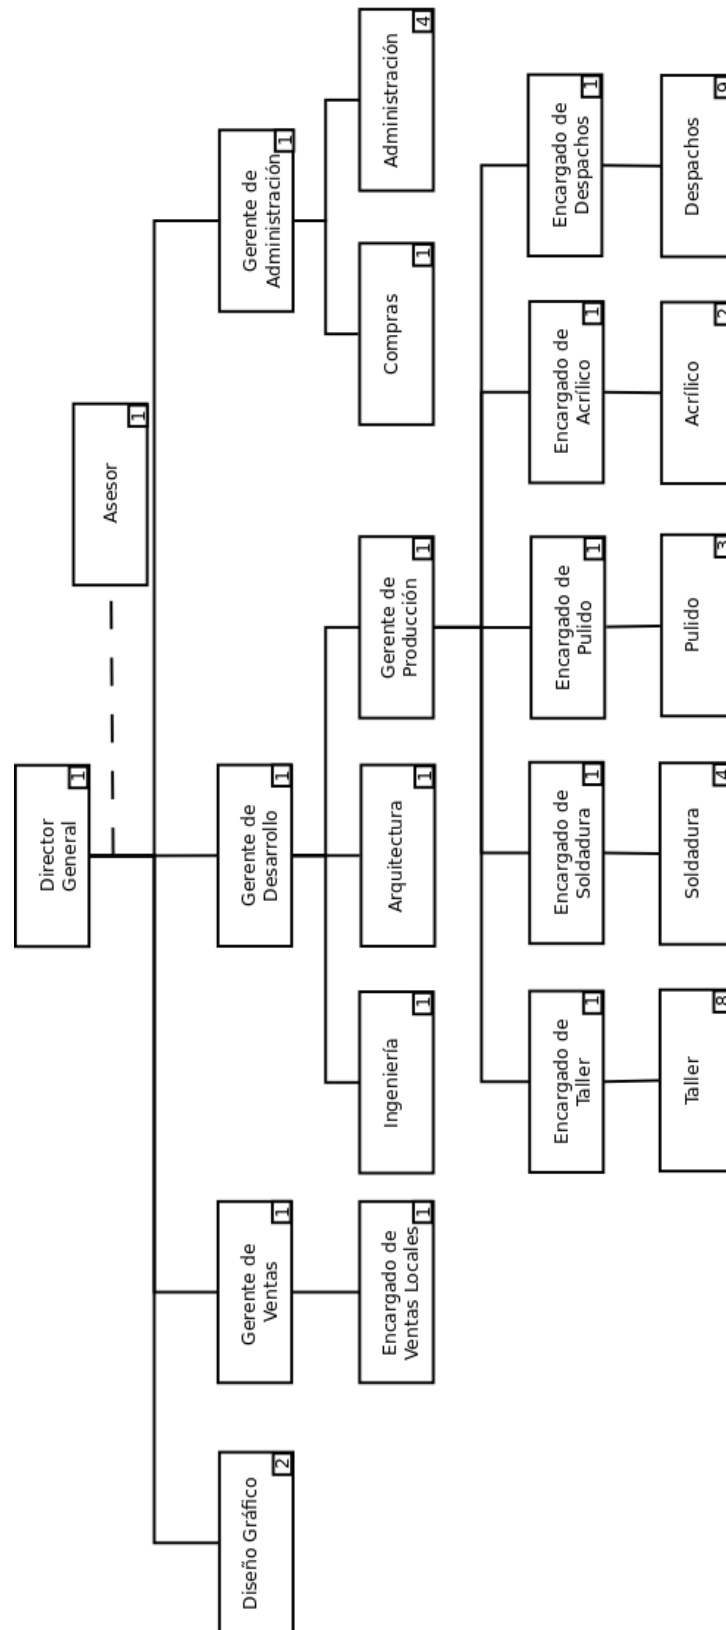 Director
General
1
Asesor
1
Diseño Gráfico
2
Gerente de
Ventas
1
Gerente de
Desarrollo
1
Gerente de
Administración
1
Encargado de
Ventas Locales
1
Ingeniería
1
Arquitectura
1
Gerente de
Producción
1
Compras
1
Administración
4
Encargado de
Taller
1
Encargado de
Soldadura
1
Encargado de
Pulido
1
Encargado de
Acrílico
1
Encargado de
Despachos
1
Taller
8
Soldadura
4
Pulido
3
Acrílico
2
Despachos
9